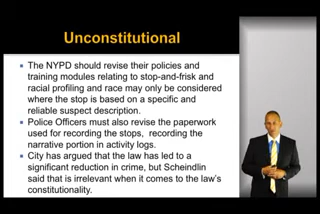 Unconstitutional
The NYPD should revise their policies and
training modules relating to stop-and-frisk and
racial profiling and race may only be considered
where the stop is based on a specific and
reliable suspect description.
Police Officers must also revise the paperwork
used for recording the stops, recording the
narrative portion in activity logs.
City has argued that the law has led to a
significant reduction in crime, but Scheindlin
said that is irrelevant when it comes to the law's
constitutionality.